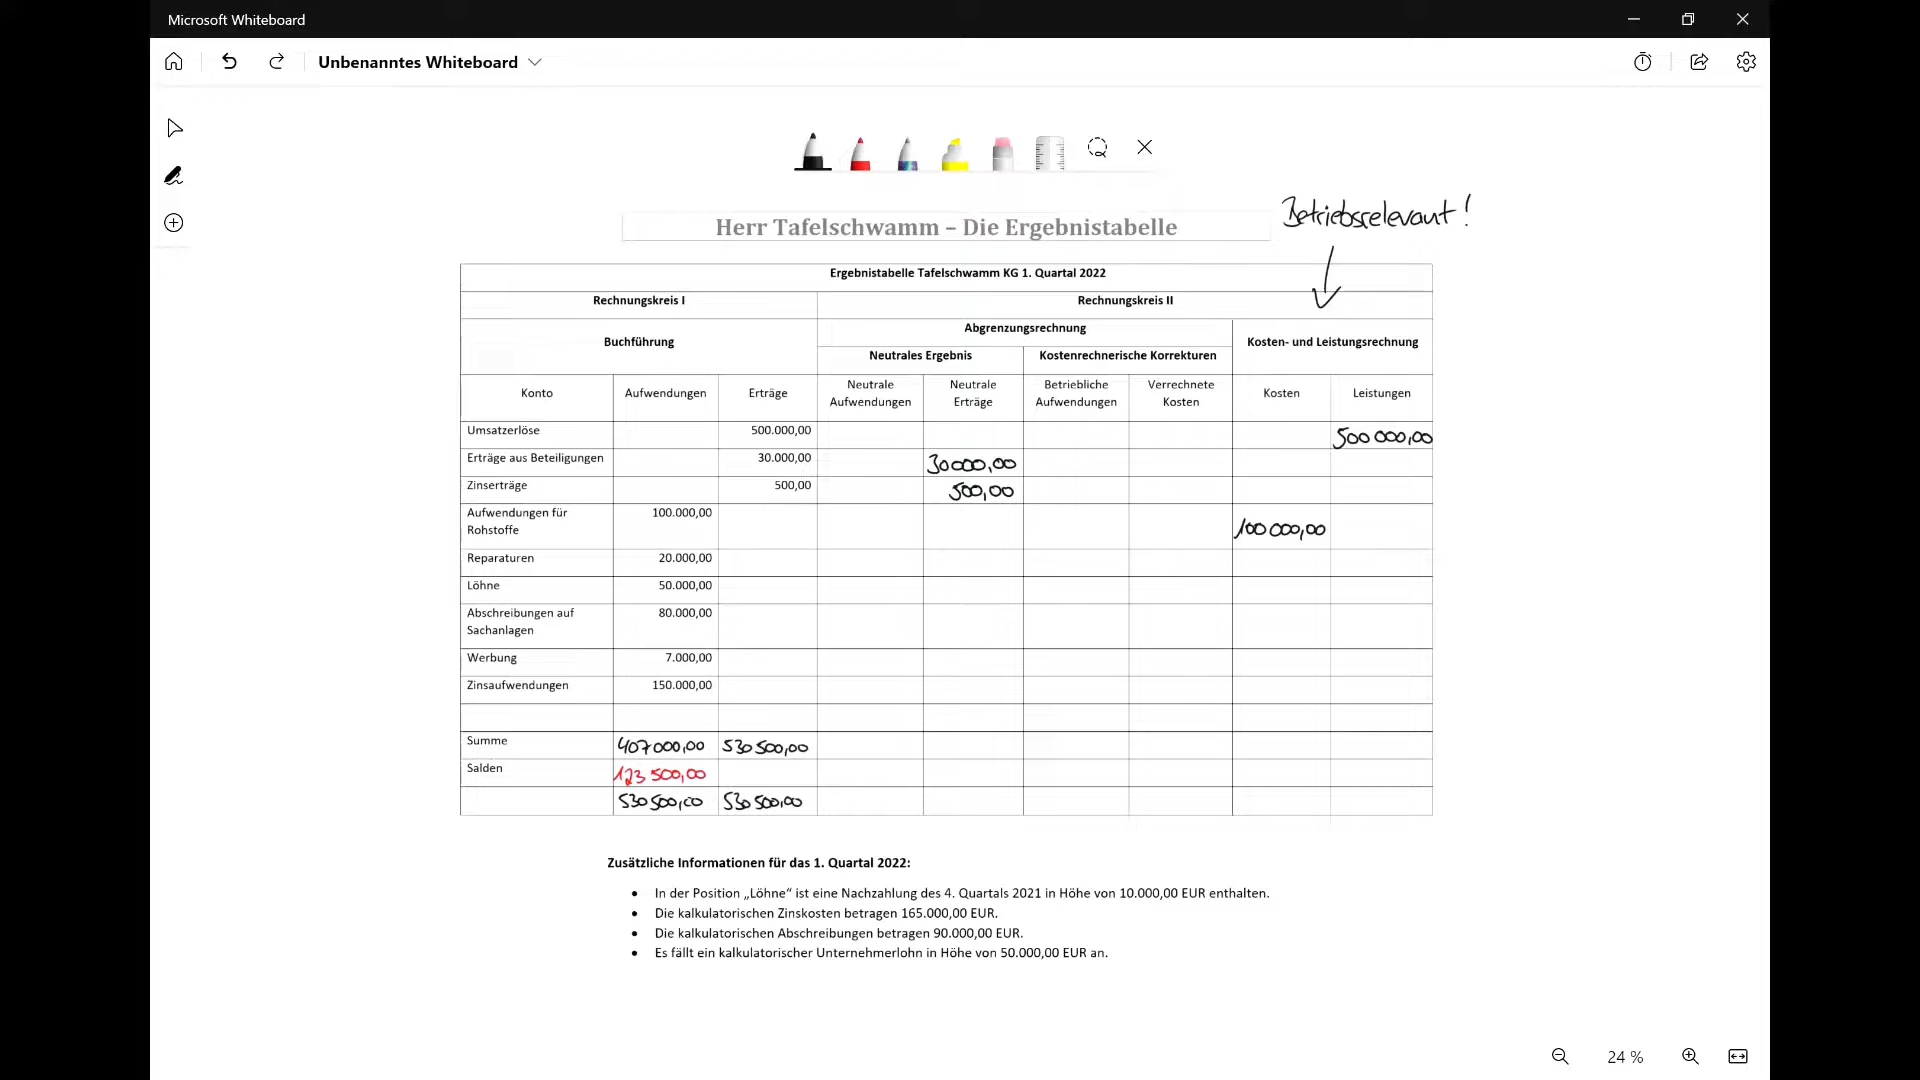 Microsoft Whiteboard
Unbenanntes Whiteboard
Betriebsrelevant!
Herr Tafelschwamm – Die Ergebnistabelle
Ergebnistabelle Tafelschwamm KG 1. Quartal 2022
Rechnungskreis I Rechnungskreis II
Buchführung Abgrenzungsrechnung Kosten- und Leistungsrechnung
Neutrales Ergebnis Kostenrechnerische Korrekturen
Konto Aufwendungen Erträge Neutrale Aufwendungen Neutrale Erträge Betriebliche Aufwendungen Verrechnete Kosten Kosten Leistungen
Umsatzerlöse 500.000,00 500 000,00
Erträge aus Beteiligungen 30.000,00 30000,00
Zinserträge 500,00 500,00
Aufwendungen für Rohstoffe 100.000,00 100 000,00
Reparaturen 20.000,00
Löhne 50.000,00
Abschreibungen auf Sachanlagen 80.000,00
Werbung 7.000,00
Zinsaufwendungen 150.000,00
Summe 407000,00 530 500,00
Salden 123 500,00
530 500,00 530 500,00
Zusätzliche Informationen für das 1. Quartal 2022:
• In der Position „Löhne“ ist eine Nachzahlung des 4. Quartals 2021 in Höhe von 10.000,00 EUR enthalten.
• Die kalkulatorischen Zinskosten betragen 165.000,00 EUR.
• Die kalkulatorischen Abschreibungen betragen 90.000,00 EUR.
• Es fällt ein kalkulatorischer Unternehmerlohn in Höhe von 50.000,00 EUR an.
24 %